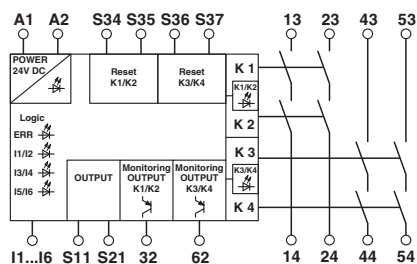 A1 A2 S34 S35 S36 S37 13 23 43 53
POWER
24V DC
Reset
K1/K2
Reset
K3/K4
K 1
K1/K2
K 2
Logic
ERR
I1/I2
I3/I4
I5/I6
OUTPUT
Monitoring
OUTPUT
K1/K2
Monitoring
OUTPUT
K3/K4
K 3
K3/K4
K 4
I1...I6 S11 S21 32 62 14 24 44 54